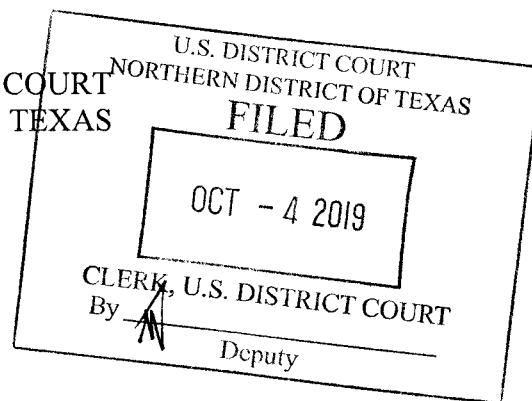 COURT
TEXAS
U.S. DISTRICT COURT
NORTHERN DISTRICT OF TEXAS
FILED
OCT - 4 2019
CLERK, U.S. DISTRICT COURT
By
Deputy